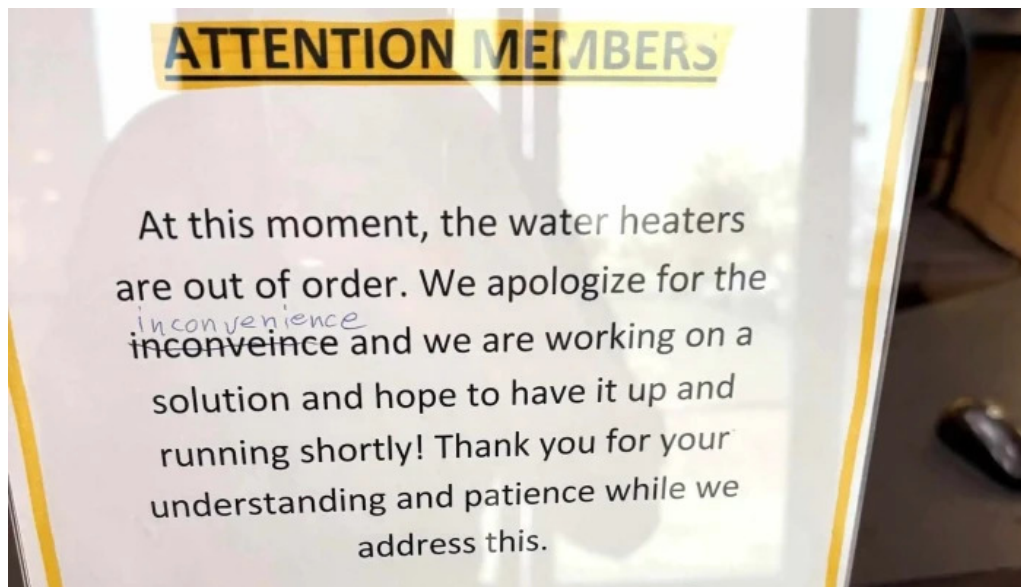 ATTENTION MEMBERS
At this moment, the water heaters
are out of order. We apologize for the
inconvenience
inconveince and we are working on a
solution and hope to have it up and
running shortly! Thank you for your
understanding and patience while we
address this.